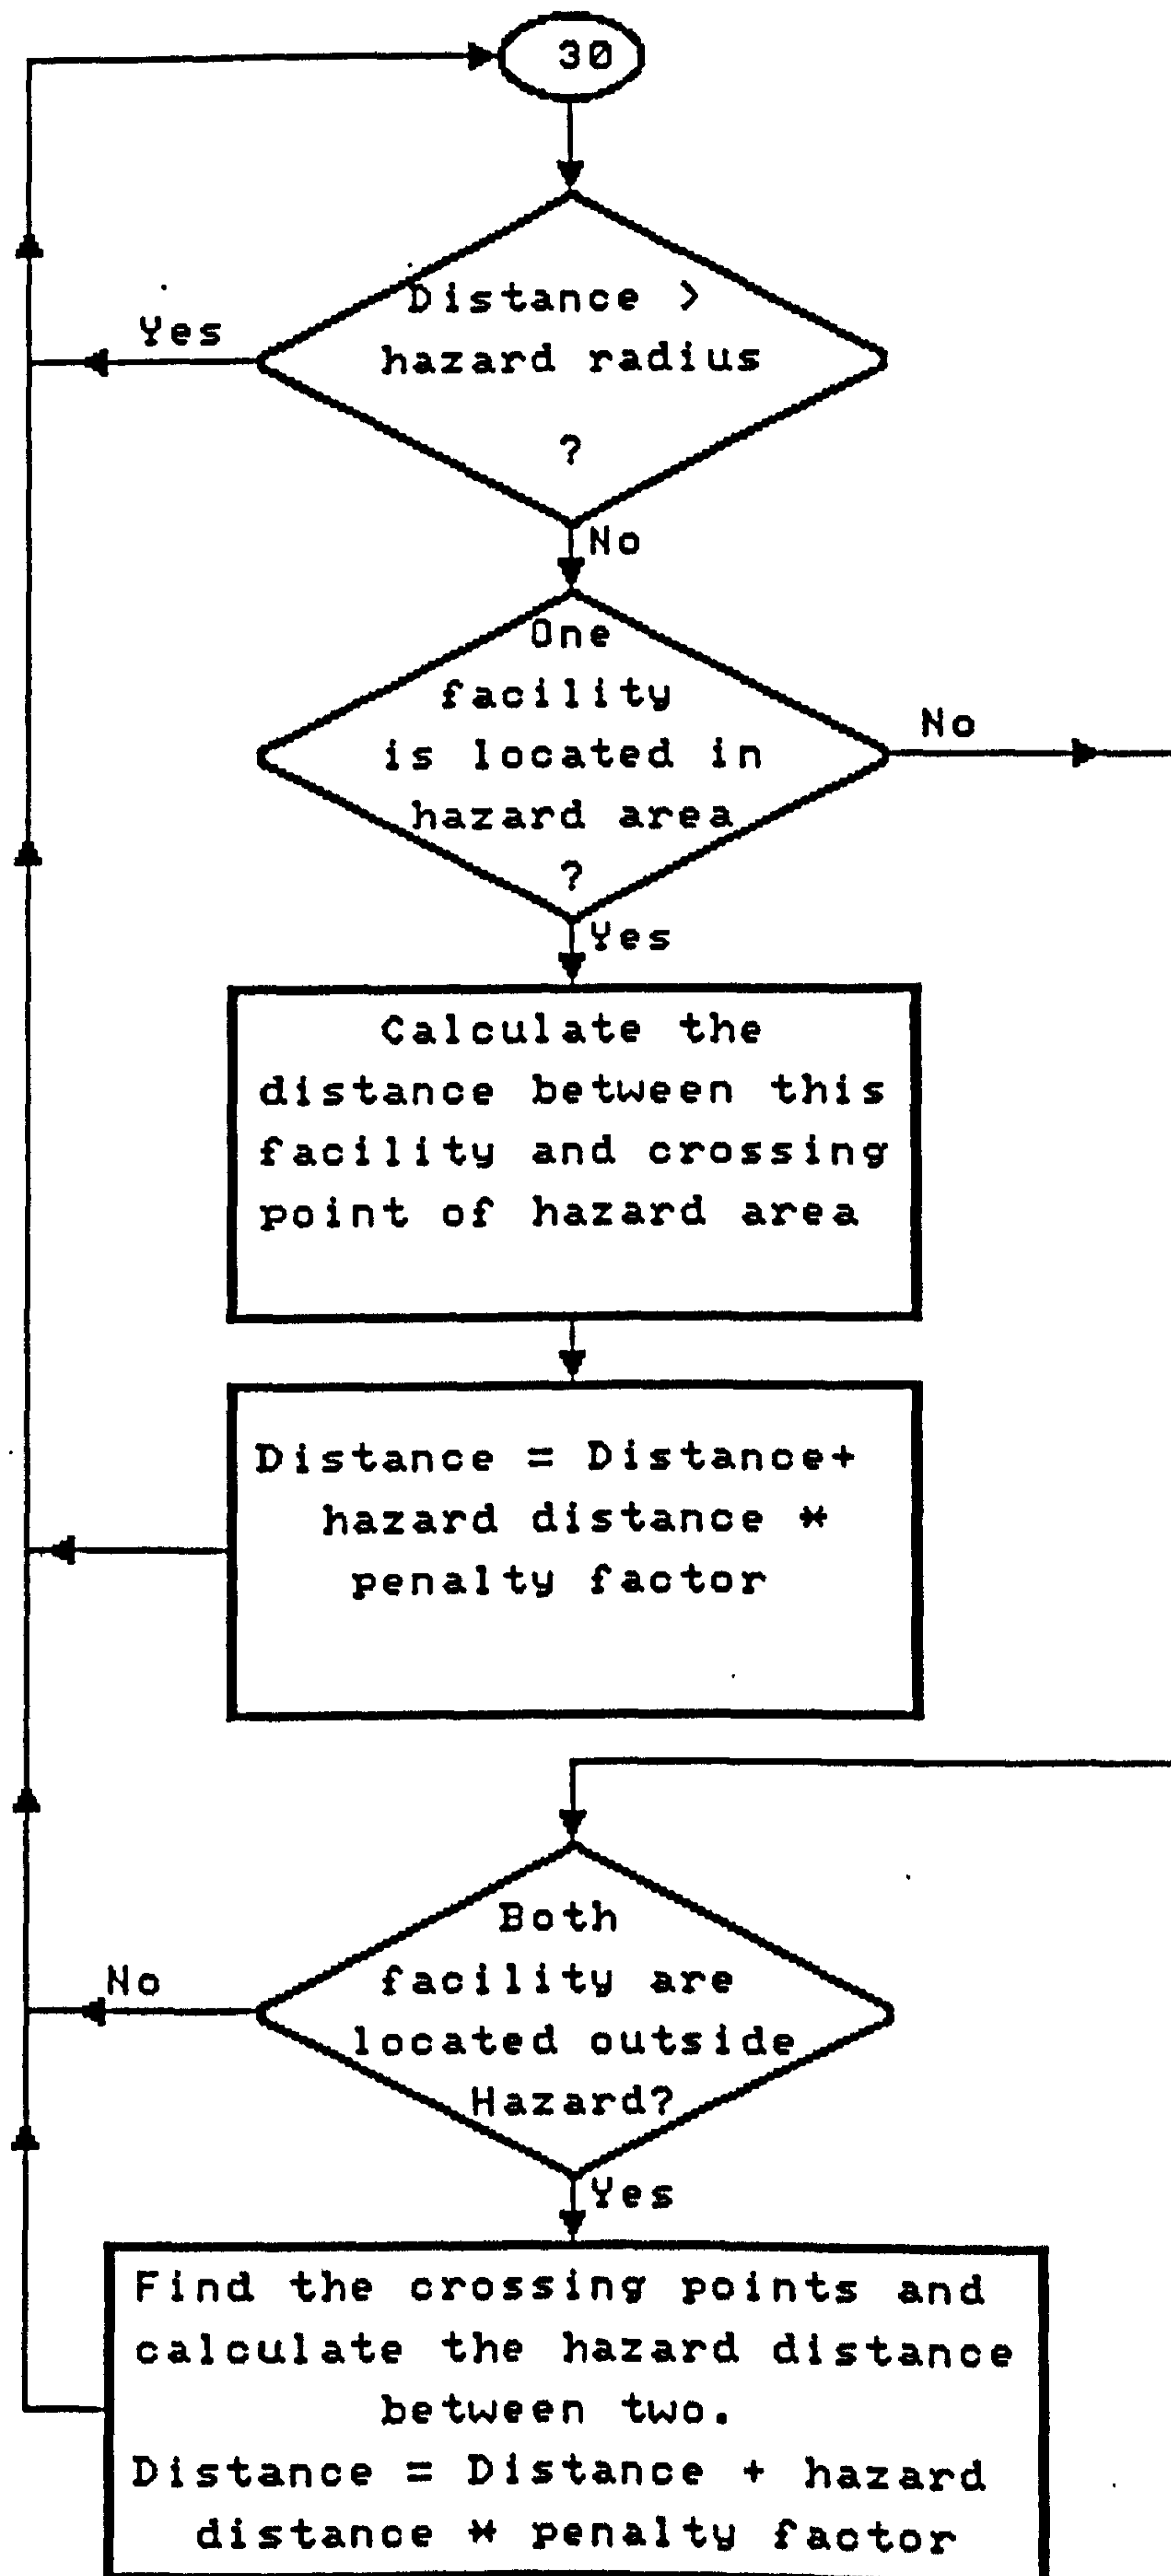 30
Distance >
Yes
hazard radius
?
No
One
facility
No
is located in
hazard area
?
Yes
Calculate the
distance between this
facility and crossing
point of hazard area
Distance = Distance+
hazard distance *
penalty factor
Both
No
facility are
located outside
Hazard?
Yes
Find the crossing points and
calculate the hazard distance
between two.
Distance = Distance + hazard
distance * penalty factor